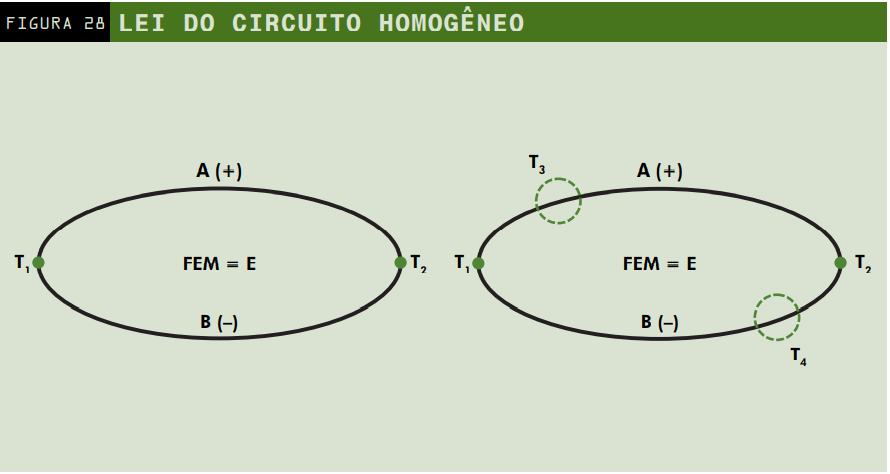 FIGURA 28
LEI DO CIRCUITO HOMOGÊNEO
A (+)
T1
FEM = E
T2
B (–)
T3
A (+)
T1
FEM = E
T2
B (–)
T4